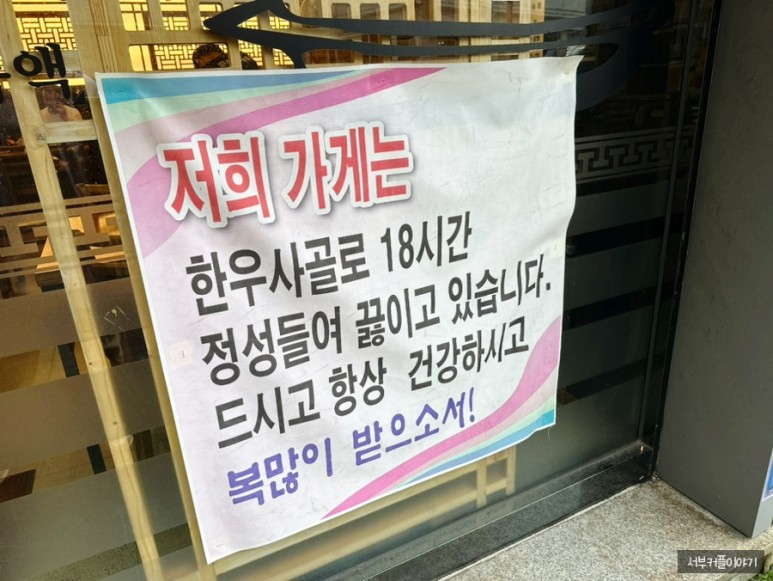 액
저희 가게는
한우사골로 18시간
정성들여 끓이고 있습니다.
드시고 항상 건강하시고
복많이 받으소서!
서부커플이야기